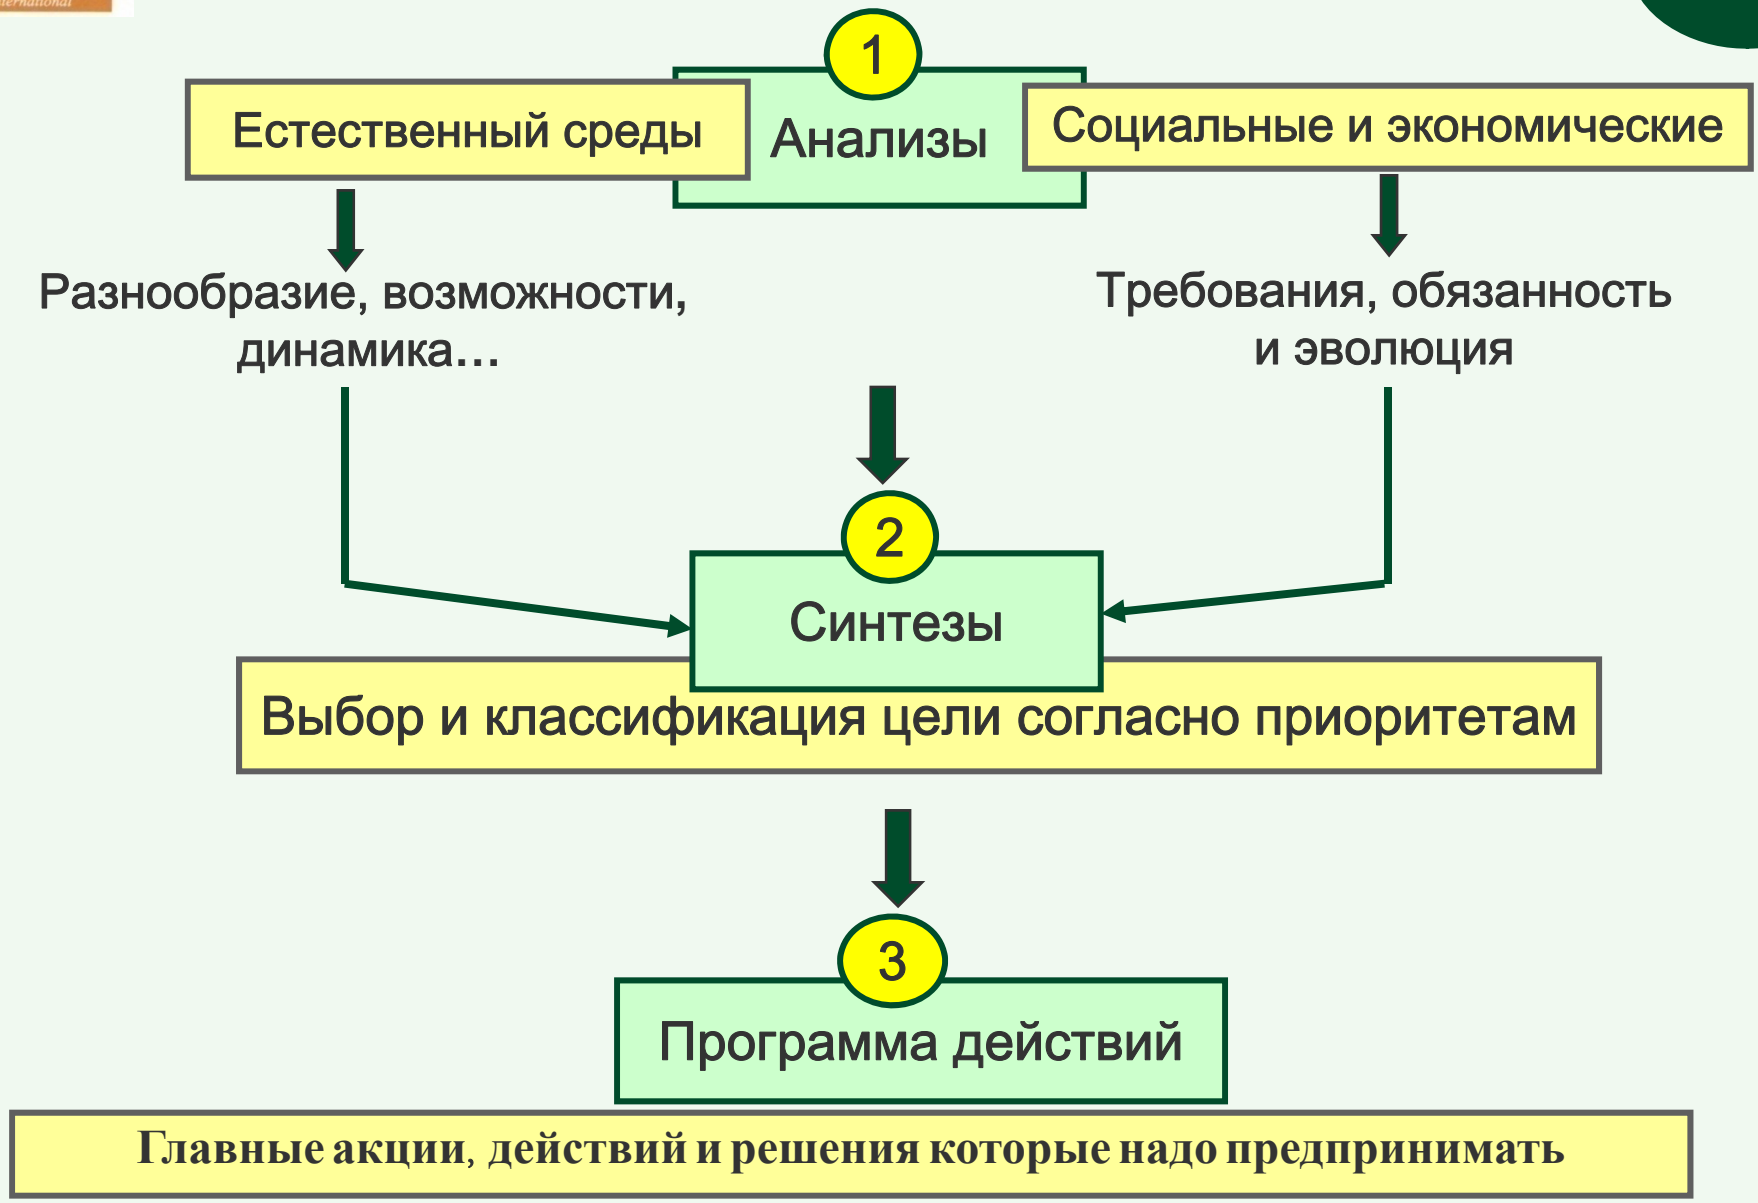 International
1
Естественный среды
Анализы
Социальные и экономические
Разнообразие, возможности,
динамика...
Требования, обязанность
и эволюция
2
Синтезы
Выбор и классификация цели согласно приоритетам
3
Программа действий
Главные акции, действий и решения которые надо предпринимать